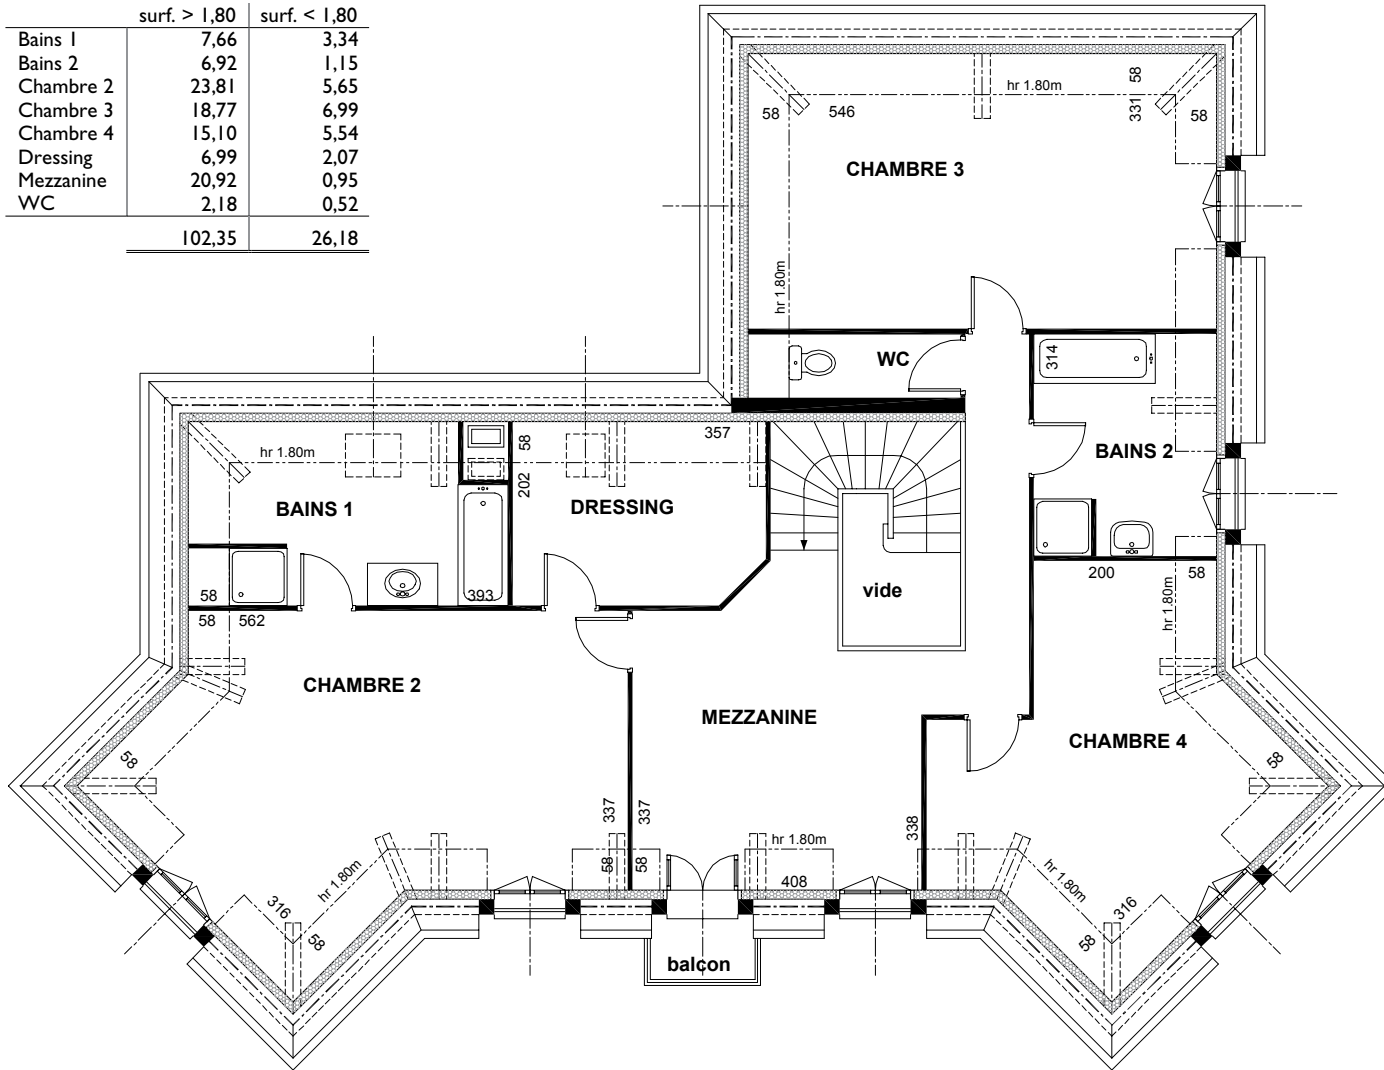 surf. > 1,80 surf. < 1,80
Bains 1 7,66 3,34
Bains 2 6,92 1,15
Chambre 2 23,81 5,65
Chambre 3 18,77 6,99
Chambre 4 15,10 5,54
Dressing 6,99 2,07
Mezzanine 20,92 0,95
WC 2,18 0,52
102,35 26,18
hr 1.80m
58
331
58
546
58
CHAMBRE 3
hr 1.80m
WC
314
357
58
202
hr 1.80m
BAINS 1
DRESSING
BAINS 2
vide
58
393
200
58
58
562
hr 1.80m
CHAMBRE 2
MEZZANINE
CHAMBRE 4
58
58
337
337
338
hr 1.80m
58
58
408
hr 1.80m
hr 1.80m
316
58
58
316
balcon